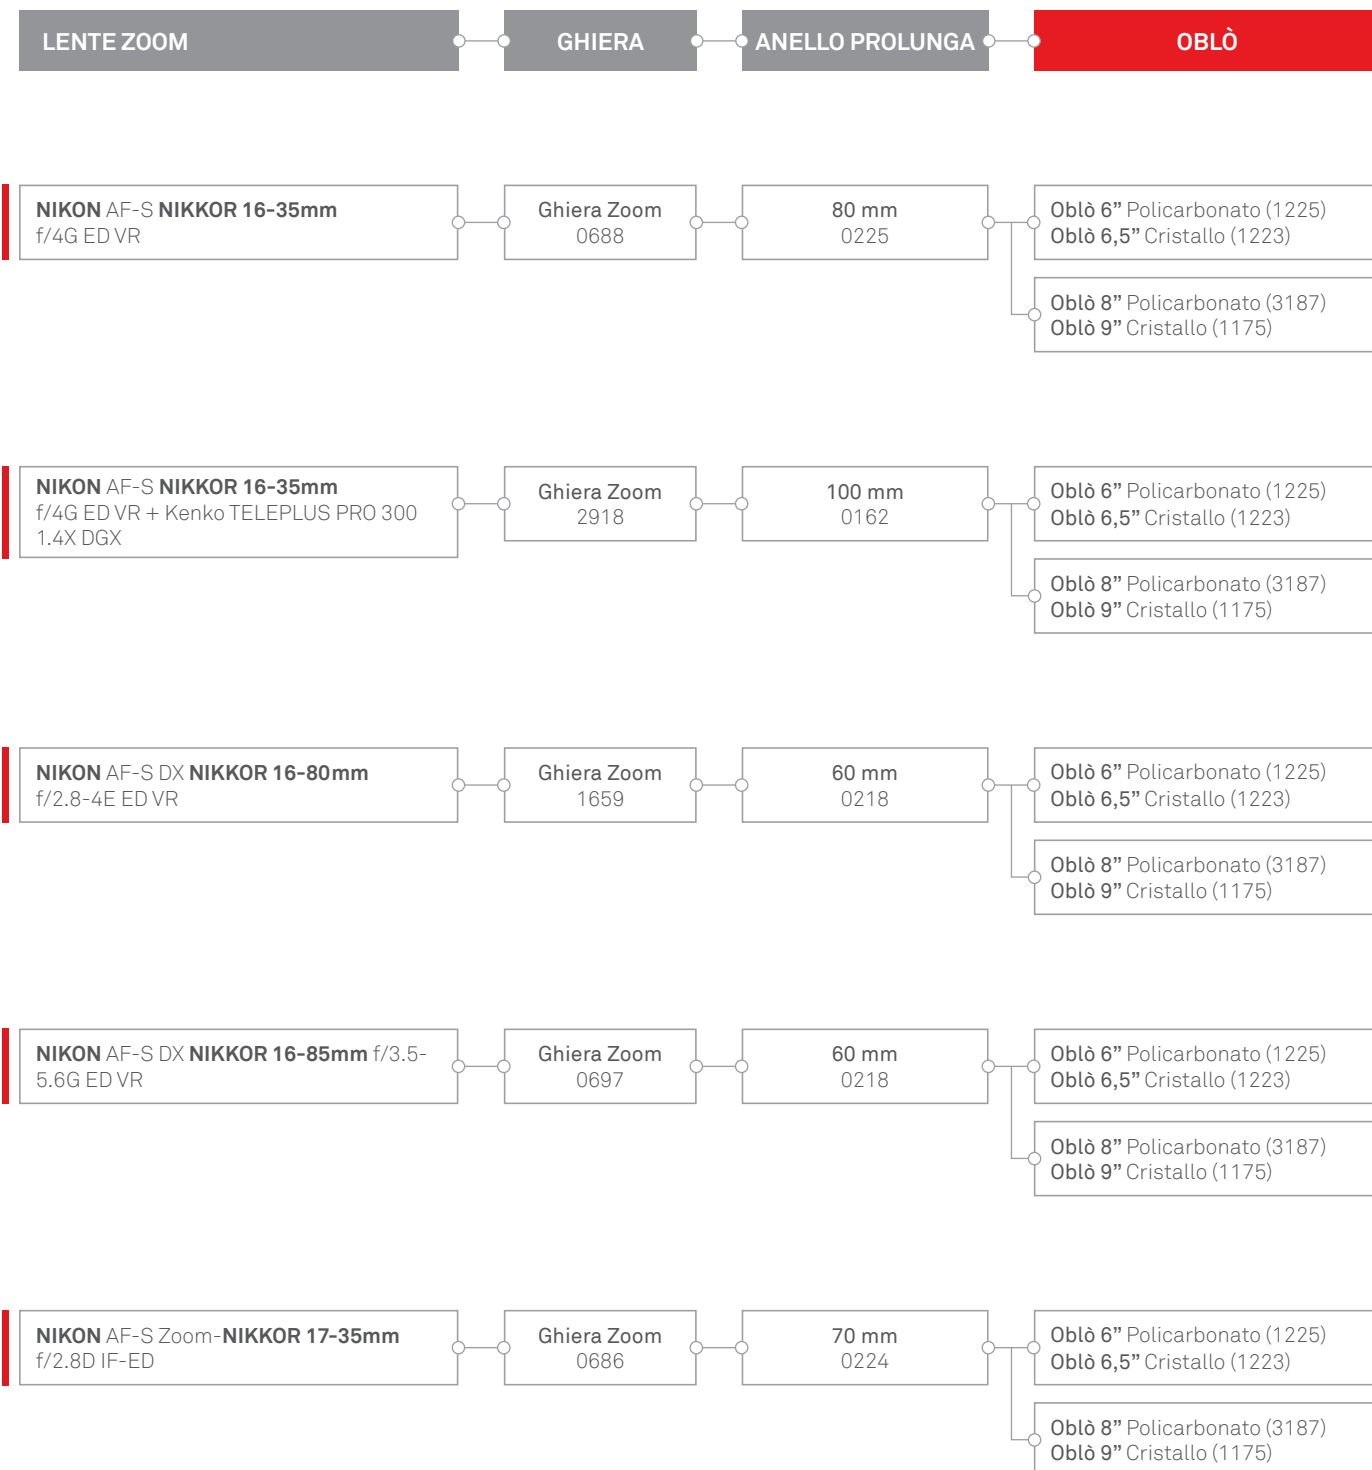 LENTE ZOOM
GHIERA
ANELLO PROLUNGA
OBLÒ
NIKON AF-S NIKKOR 16-35mm
f/4G ED VR
Ghiera Zoom
0688
80 mm
0225
Oblò 6” Policarbonato (1225)
Oblò 6,5” Cristallo (1223)
Oblò 8” Policarbonato (3187)
Oblò 9” Cristallo (1175)
NIKON AF-S NIKKOR 16-35mm
f/4G ED VR + Kenko TELEPLUS PRO 300
1.4X DGX
Ghiera Zoom
2918
100 mm
0162
Oblò 6” Policarbonato (1225)
Oblò 6,5” Cristallo (1223)
Oblò 8” Policarbonato (3187)
Oblò 9” Cristallo (1175)
NIKON AF-S DX NIKKOR 16-80mm
f/2.8-4E ED VR
Ghiera Zoom
1659
60 mm
0218
Oblò 6” Policarbonato (1225)
Oblò 6,5” Cristallo (1223)
Oblò 8” Policarbonato (3187)
Oblò 9” Cristallo (1175)
NIKON AF-S DX NIKKOR 16-85mm f/3.5-
5.6G ED VR
Ghiera Zoom
0697
60 mm
0218
Oblò 6” Policarbonato (1225)
Oblò 6,5” Cristallo (1223)
Oblò 8” Policarbonato (3187)
Oblò 9” Cristallo (1175)
NIKON AF-S Zoom-NIKKOR 17-35mm
f/2.8D IF-ED
Ghiera Zoom
0686
70 mm
0224
Oblò 6” Policarbonato (1225)
Oblò 6,5” Cristallo (1223)
Oblò 8” Policarbonato (3187)
Oblò 9” Cristallo (1175)